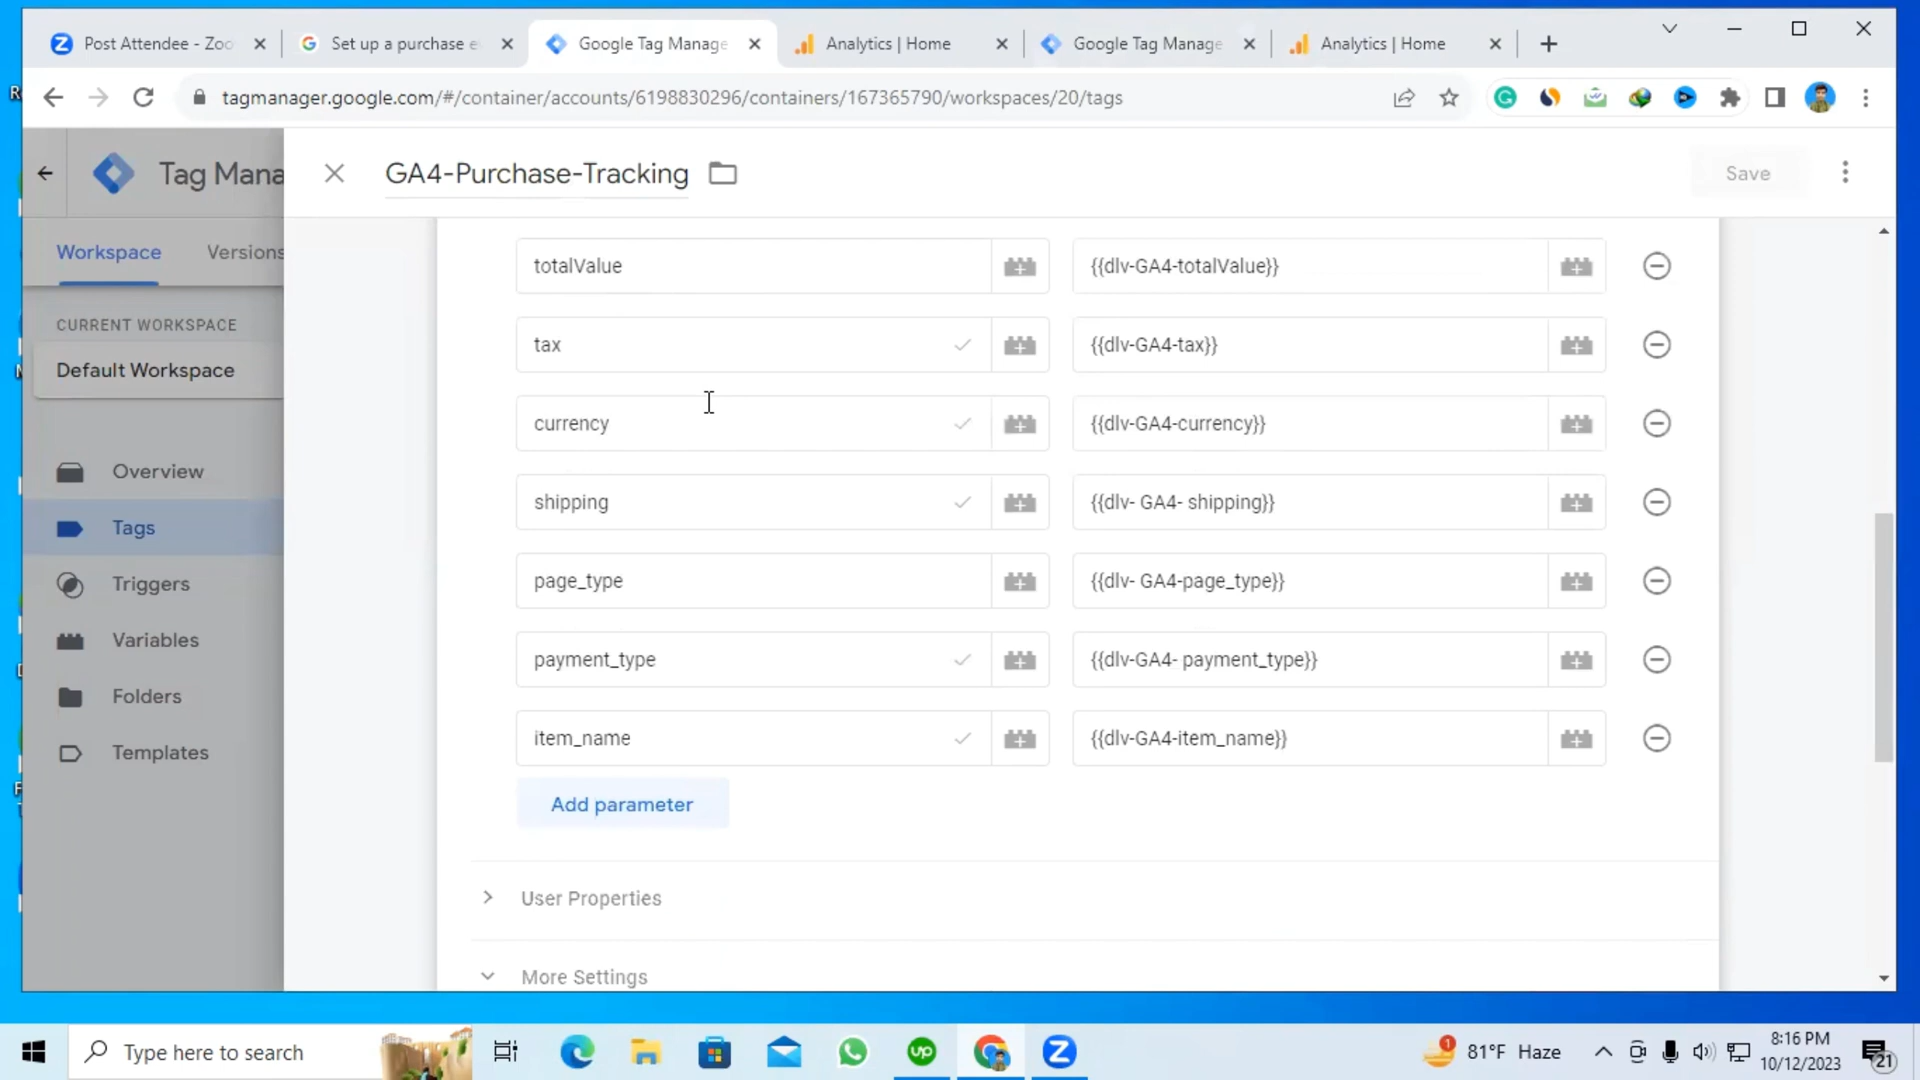 Post Attendee - Zoo
Set up a purchase e
Google Tag Manage
Analytics | Home
Google Tag Manage
Analytics | Home
tagmanager.google.com/#/container/accounts/6198830296/containers/167365790/workspaces/20/tags
Tag Mana
GA4-Purchase-Tracking
Save
Workspace
Versions
CURRENT WORKSPACE
Default Workspace
Overview
Tags
Triggers
Variables
Folders
Templates
totalValue
{{dlv-GA4-totalValue}}
tax
{{dlv-GA4-tax}}
currency
{{dlv-GA4-currency}}
shipping
{{dlv- GA4- shipping}}
page_type
{{dlv- GA4-page_type}}
payment_type
{{dlv-GA4- payment_type}}
item_name
{{dlv-GA4-item_name}}
Add parameter
User Properties
More Settings
Type here to search
up
1
81°F Haze
8:16 PM
10/12/2023
21